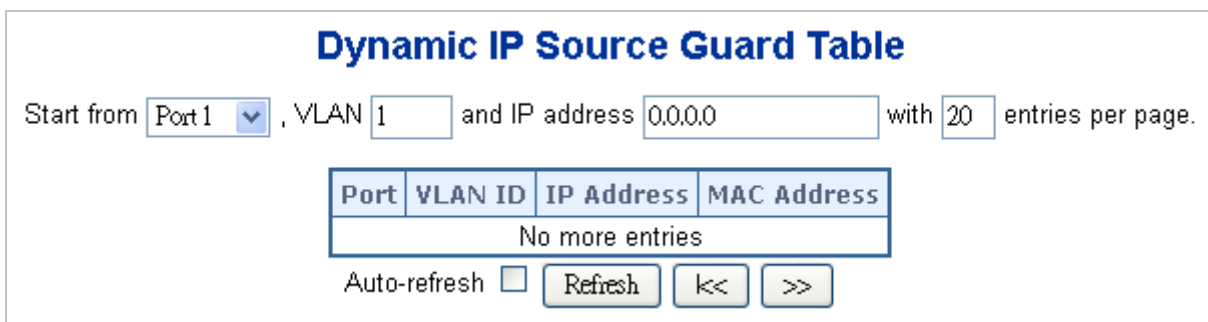 Dynamic IP Source Guard Table
Start from Port 1 , VLAN 1 and IP address 0.0.0.0 with 20 entries per page.
Port VLAN ID IP Address MAC Address
No more entries
Auto-refresh Refresh |<< >>